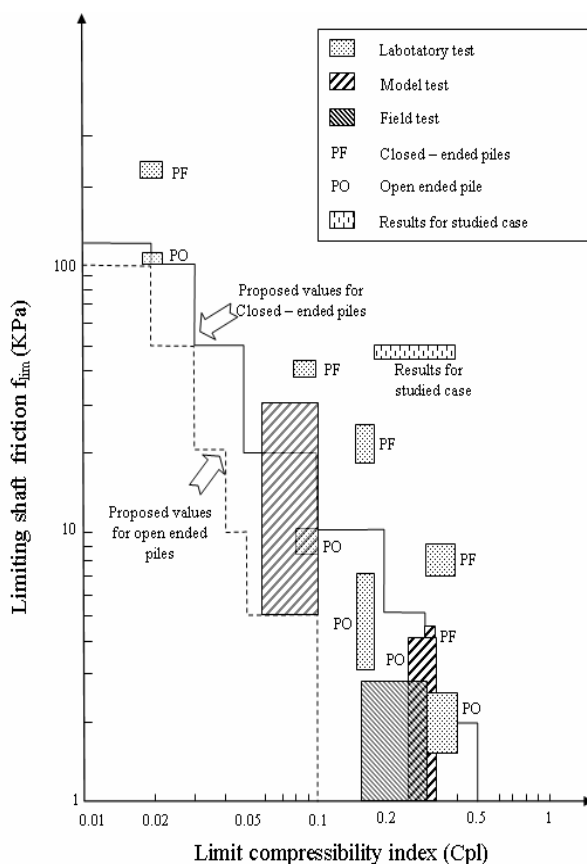 Labotatory test
Model test
Field test
PF Closed – ended piles
PO Open ended pile
Results for studied case
PF
PO
100
Proposed values for
Closed – ended piles
PF
Results for
studied case
PF
Proposed values
for open ended
piles
10
PO
PF
PO
PF
PO
PO
1
0.01 0.02 0.1 0.2 0.5 1
Limiting shaft friction flim (KPa)
Limit compressibility index (Cpl)